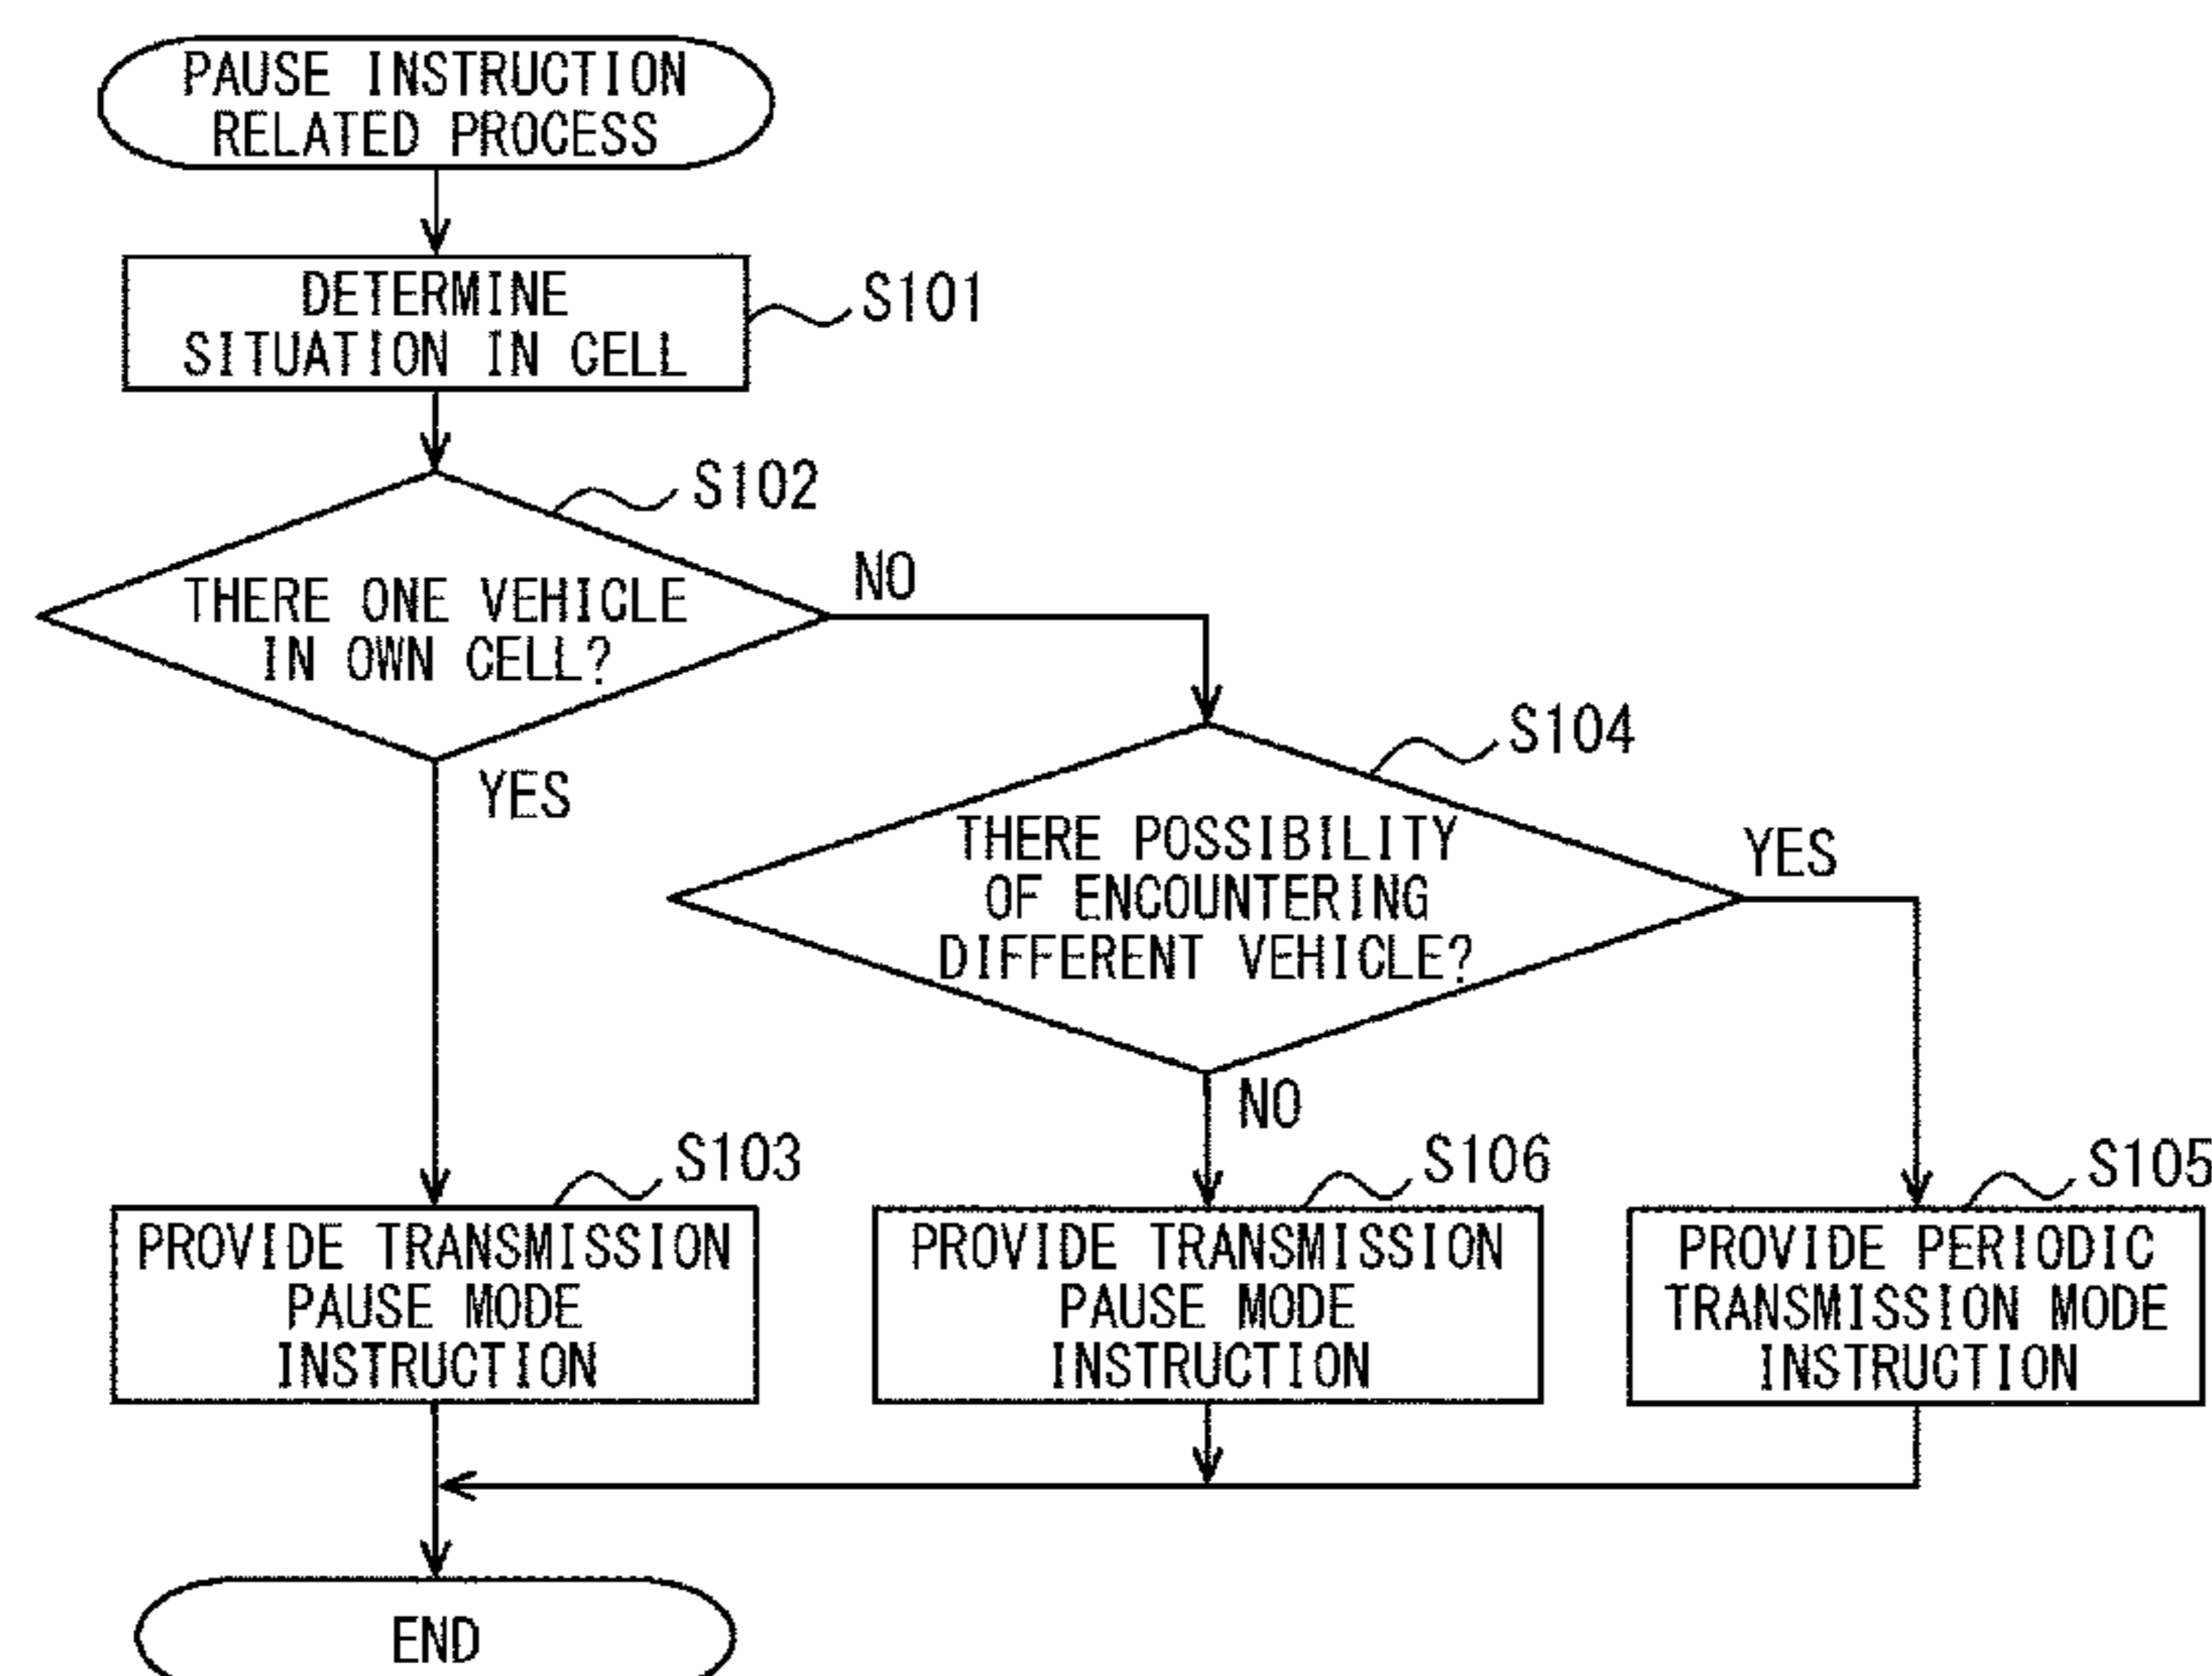 PAUSE INSTRUCTION
RELATED PROCESS
DETERMINE
SITUATION IN CELL
S101
S102
THERE ONE VEHICLE
IN OWN CELL?
NO
YES
S104
THERE POSSIBILITY
OF ENCOUNTERING
DIFFERENT VEHICLE?
YES
NO
S103
PROVIDE TRANSMISSION
PAUSE MODE
INSTRUCTION
S106
PROVIDE TRANSMISSION
PAUSE MODE
INSTRUCTION
S105
PROVIDE PERIODIC
TRANSMISSION MODE
INSTRUCTION
END